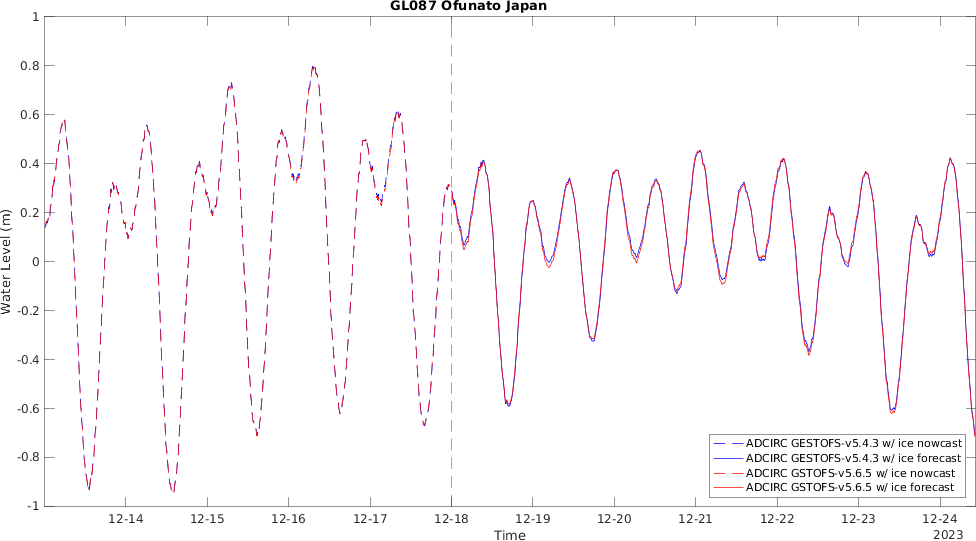 GL087 Ofunato Japan
1
0.8
0.6
0.4
0.2
0
-0.2
-0.4
-0.6
-0.8
-1
Water Level (m)
ADCIRC GESTOFS-v5.4.3 w/ ice nowcast
ADCIRC GESTOFS-v5.4.3 w/ ice forecast
ADCIRC GSTOFS-v5.6.5 w/ ice nowcast
ADCIRC GSTOFS-v5.6.5 w/ ice forecast
12-14 12-15 12-16 12-17 12-18 12-19 12-20 12-21 12-22 12-23 12-24
Time
2023